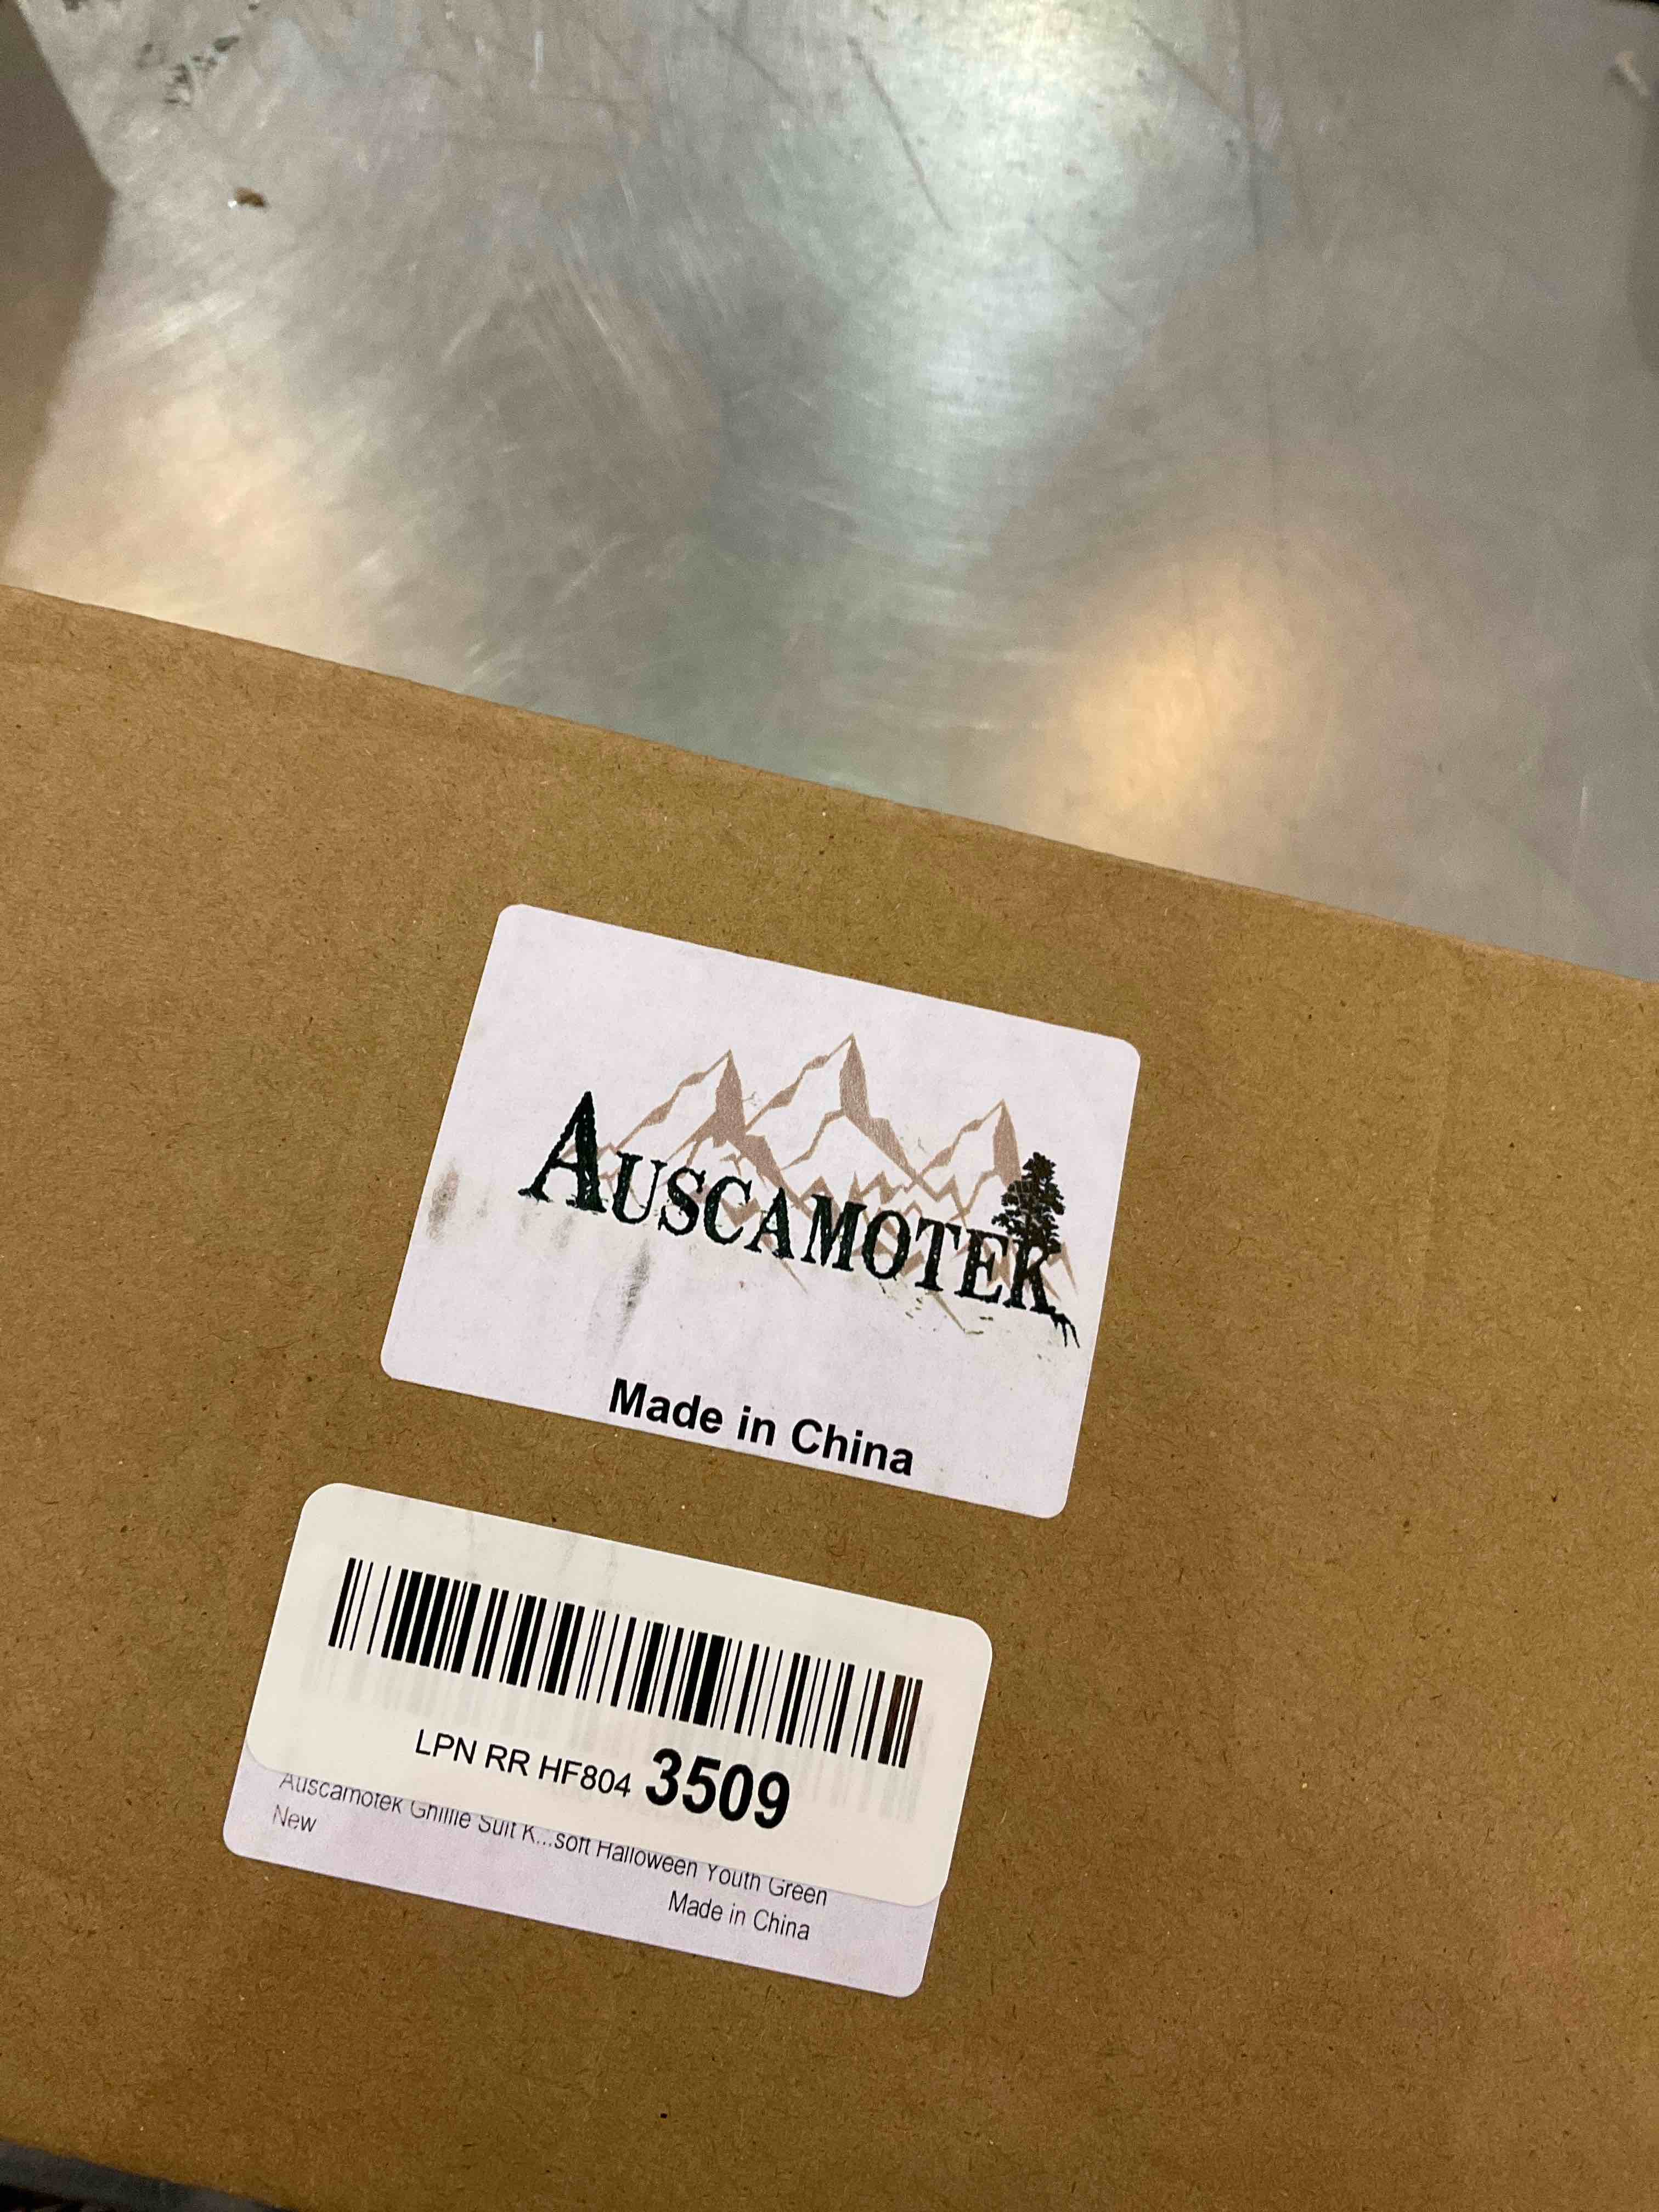 AUSCAMOTEK
Made in China
LPN RR HF804 3509
Auscamotek Ghillie Suit K...soft Halloween Youth Green
New
Made in China